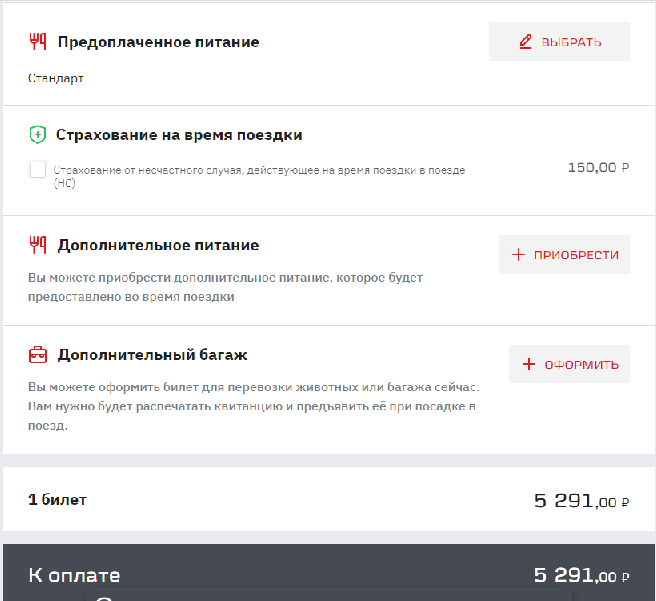 Предоплаченное питание
ВЫБРАТЬ
Стандарт
Страхование на время поездки
Страхование от несчастного случая, действующее на время поездки в поезде
(НС)
150,00 ₽
Дополнительное питание
ПРИОБРЕСТИ
Вы можете приобрести дополнительное питание, которое будет
предоставлено во время поездки
Дополнительный багаж
ОФОРМИТЬ
Вы можете оформить билет для перевозки животных или багажа сейчас.
Вам нужно будет распечатать квитанцию и предъявить её при посадке в
поезд.
1 билет
5 291,00 ₽
К оплате
5 291,00 ₽